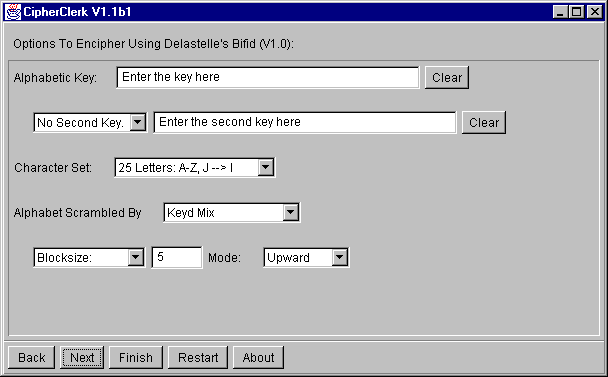 CipherClerk V1.1b1
Options To Encipher Using Delastelle's Bifid (V1.0):
Alphabetic Key: Enter the key here Clear
No Second Key. Enter the second key here Clear
Character Set: 25 Letters: A-Z, J --> I
Alphabet Scrambled By Keyd Mix
Blocksize: 5 Mode: Upward
Back Next Finish Restart About